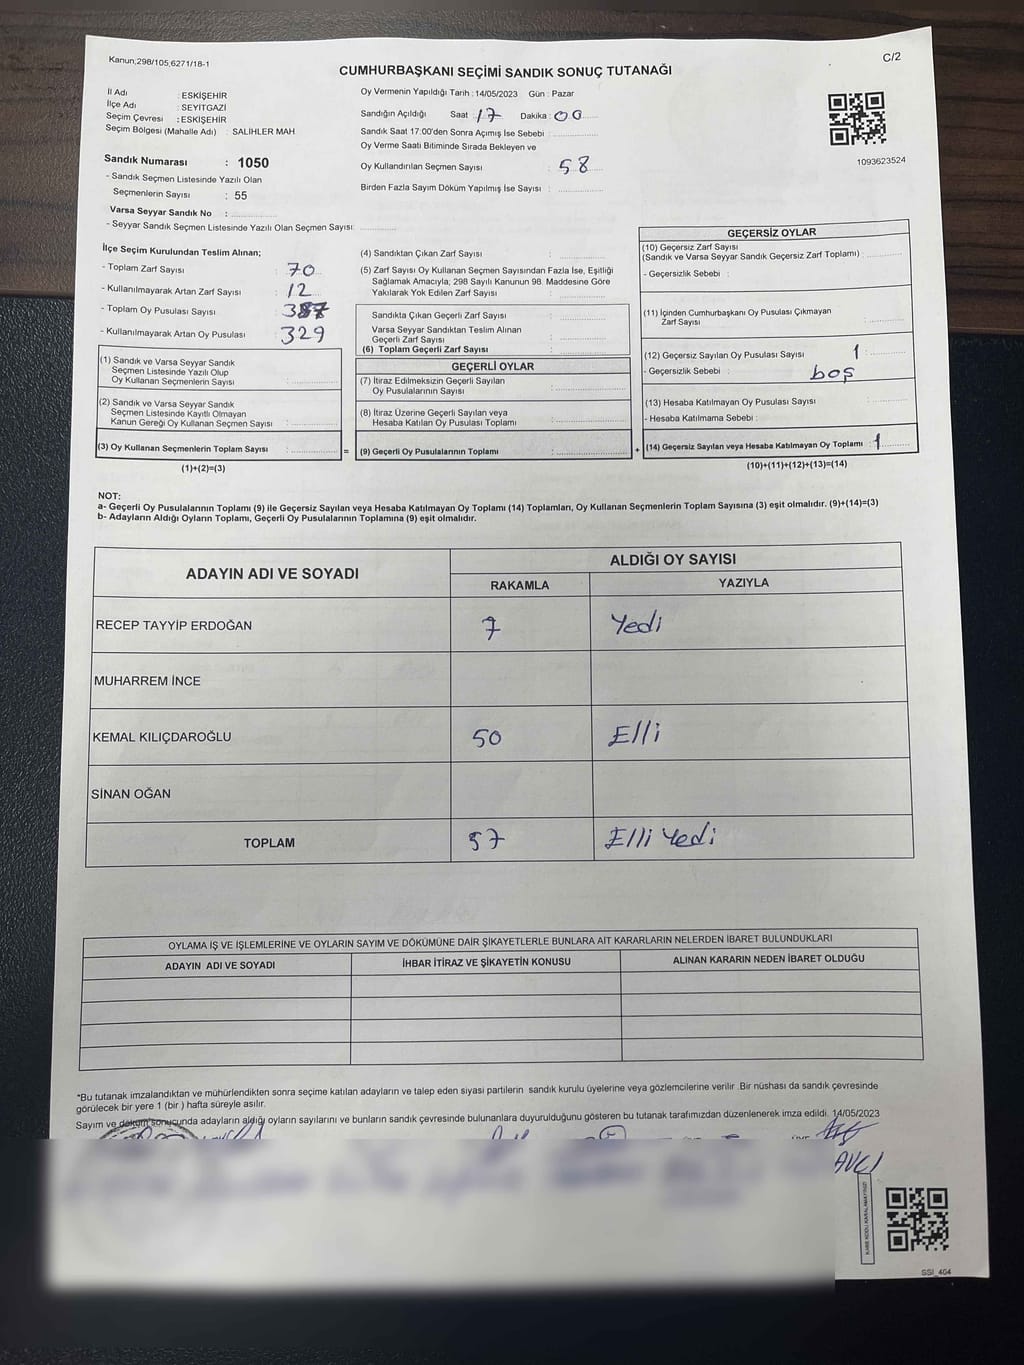 Kanun;298/105,6271/18-1
C/2
CUMHURBAŞKANI SEÇİMİ SANDIK SONUÇ TUTANAĞI
İl Adı : ESKİŞEHİR
İlçe Adı : SEYİTGAZİ
Seçim Çevresi : ESKİŞEHİR
Seçim Bölgesi (Mahalle Adı) : SALIHLER MAH
Sandık Numarası : 1050
- Sandık Seçmen Listesinde Yazılı Olan
Seçmenlerin Sayısı : 55
Varsa Seyyar Sandık No :
- Seyyar Sandık Seçmen Listesinde Yazılı Olan Seçmen Sayısı:
Oy Vermenin Yapıldığı Tarih : 14/05/2023 Gün : Pazar
Sandığın Açıldığı Saat : 17 Dakika : 00
Sandık Saat 17:00'den Sonra Açımış İse Sebebi :
Oy Verme Saati Bitiminde Sırada Bekleyen ve
Oy Kullandırılan Seçmen Sayısı : 58
Birden Fazla Sayım Döküm Yapılmış İse Sayısı :
1093623524
İlçe Seçim Kurulundan Teslim Alınan;
- Toplam Zarf Sayısı : 70
- Kullanılmayarak Artan Zarf Sayısı : 12
- Toplam Oy Pusulası Sayısı : 387
- Kullanılmayarak Artan Oy Pusulası : 329
(1) Sandık ve Varsa Seyyar Sandık
Seçmen Listesinde Yazılı Olup
Oy Kullanan Seçmenlerin Sayısı :
(2) Sandık ve Varsa Seyyar Sandık
Seçmen Listesinde Kayıtlı Olmayan
Kanun Gereği Oy Kullanan Seçmen Sayısı :
(3) Oy Kullanan Seçmenlerin Toplam Sayısı : =
(1)+(2)=(3)
(4) Sandıktan Çıkan Zarf Sayısı :
(5) Zarf Sayısı Oy Kullanan Seçmen Sayısından Fazla İse, Eşitliği
Sağlamak Amacıyla; 298 Sayılı Kanunun 98. Maddesine Göre
Yakılarak Yok Edilen Zarf Sayısı :
Sandıkta Çıkan Geçerli Zarf Sayısı :
Varsa Seyyar Sandıktan Teslim Alınan
Geçerli Zarf Sayısı :
(6) Toplam Geçerli Zarf Sayısı :
GEÇERLİ OYLAR
(7) İtiraz Edilmeksizin Geçerli Sayılan
Oy Pusulalarının Sayısı :
(8) İtiraz Üzerine Geçerli Sayılan veya
Hesaba Katılan Oy Pusulası Toplamı :
(9) Geçerli Oy Pusulalarının Toplamı : +
GEÇERSİZ OYLAR
(10) Geçersiz Zarf Sayısı
(Sandık ve Varsa Seyyar Sandık Geçersiz Zarf Toplamı) :
- Geçersizlik Sebebi :
(11) İçinden Cumhurbaşkanı Oy Pusulası Çıkmayan
Zarf Sayısı :
(12) Geçersiz Sayılan Oy Pusulası Sayısı 1
- Geçersizlik Sebebi : boş
(13) Hesaba Katılmayan Oy Pusulası Sayısı :
- Hesaba Katılmama Sebebi :
(14) Geçersiz Sayılan veya Hesaba Katılmayan Oy Toplamı : 1
(10)+(11)+(12)+(13)=(14)
NOT:
a- Geçerli Oy Pusulalarının Toplamı (9) ile Geçersiz Sayılan veya Hesaba Katılmayan Oy Toplamı (14) Toplamları, Oy Kullanan Seçmenlerin Toplam Sayısına (3) eşit olmalıdır. (9)+(14)=(3)
b- Adayların Aldığı Oyların Toplamı, Geçerli Oy Pusulalarının Toplamına (9) eşit olmalıdır.
ADAYIN ADI VE SOYADI
ALDIĞI OY SAYISI
RAKAMLA YAZIYLA
RECEP TAYYİP ERDOĞAN 7 Yedi
MUHARREM İNCE
KEMAL KILIÇDAROĞLU 50 Elli
SİNAN OĞAN
TOPLAM 57 Elli Yedi
OYLAMA İŞ VE İŞLEMLERİNE VE OYLARIN SAYIM VE DÖKÜMÜNE DAİR ŞİKAYETLERLE BUNLARA AİT KARARLARIN NELERDEN İBARET BULUNDUKLARI
ADAYIN ADI VE SOYADI İHBAR İTİRAZ VE ŞİKAYETİN KONUSU ALINAN KARARIN NEDEN İBARET OLDUĞU
*Bu tutanak imzalandıktan ve mühürlendikten sonra seçime katılan adayların ve talep eden siyasi partilerin sandık kurulu üyelerine veya gözlemcilerine verilir .Bir nüshası da sandık çevresinde
görülecek bir yere 1 (bir ) hafta süreyle asılır.
Sayım ve döküm sonucunda adayların aldığı oyların sayılarını ve bunların sandık çevresinde bulunanlara duyurulduğunu gösteren bu tutanak tarafımızdan düzenlenerek imza edildi. 14/05/2023
AVCI
KARE KODU KARALAMAYINIZ!
SSI_404